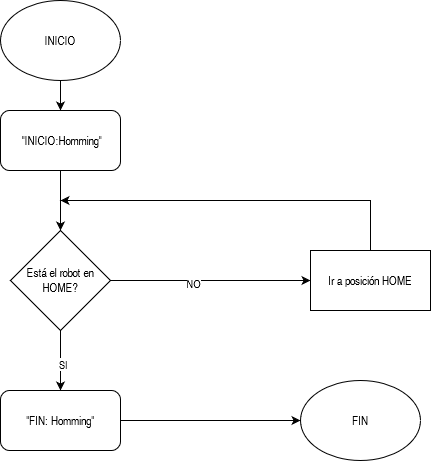 INICIO
"INICIO:Homming"
Está el robot en
HOME?
NO
Ir a posición HOME
SI
"FIN: Homming"
FIN